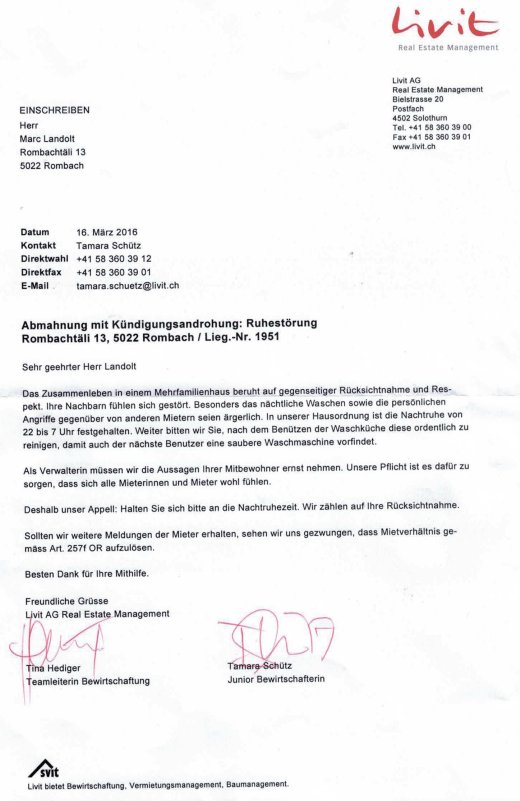 Livit
Real Estate Management
Livit AG
Real Estate Management
Bielstrasse 20
Postfach
4502 Solothurn
Tel. +41 58 360 39 00
Fax +41 58 360 39 01
www.livit.ch
EINSCHREIBEN
Herr
Marc Landolt
Rombachtäli 13
5022 Rombach
Datum 16. März 2016
Kontakt Tamara Schütz
Direktwahl +41 58 360 39 12
Direktfax +41 58 360 39 01
E-Mail tamara.schuetz@livit.ch
Abmahnung mit Kündigungsandrohung: Ruhestörung
Rombachtäli 13, 5022 Rombach / Lieg.-Nr. 1951
Sehr geehrter Herr Landolt
Das Zusammenleben in einem Mehrfamilienhaus beruht auf gegenseitiger Rücksichtnahme und Res-
pekt. Ihre Nachbarn fühlen sich gestört. Besonders das nächtliche Waschen sowie die persönlichen
Angriffe gegenüber von anderen Mietern seien ärgerlich. In unserer Hausordnung ist die Nachtruhe von
22 bis 7 Uhr festgehalten. Weiter bitten wir Sie, nach dem Benützen der Waschküche diese ordentlich zu
reinigen, damit auch der nächste Benutzer eine saubere Waschmaschine vorfindet.
Als Verwalterin müssen wir die Aussagen Ihrer Mitbewohner ernst nehmen. Unsere Pflicht ist es dafür zu
sorgen, dass sich alle Mieterinnen und Mieter wohl fühlen.
Deshalb unser Appell: Halten Sie sich bitte an die Nachtruhezeit. Wir zählen auf Ihre Rücksichtnahme.
Sollten wir weitere Meldungen der Mieter erhalten, sehen wir uns gezwungen, dass Mietverhältnis ge-
mäss Art. 257f OR aufzulösen.
Besten Dank für Ihre Mithilfe.
Freundliche Grüsse
Livit AG Real Estate Management
Tina Hediger
Teamleiterin Bewirtschaftung
Tamara Schütz
Junior Bewirtschafterin
svit
Livit bietet Bewirtschaftung, Vermietungsmanagement, Baumanagement.